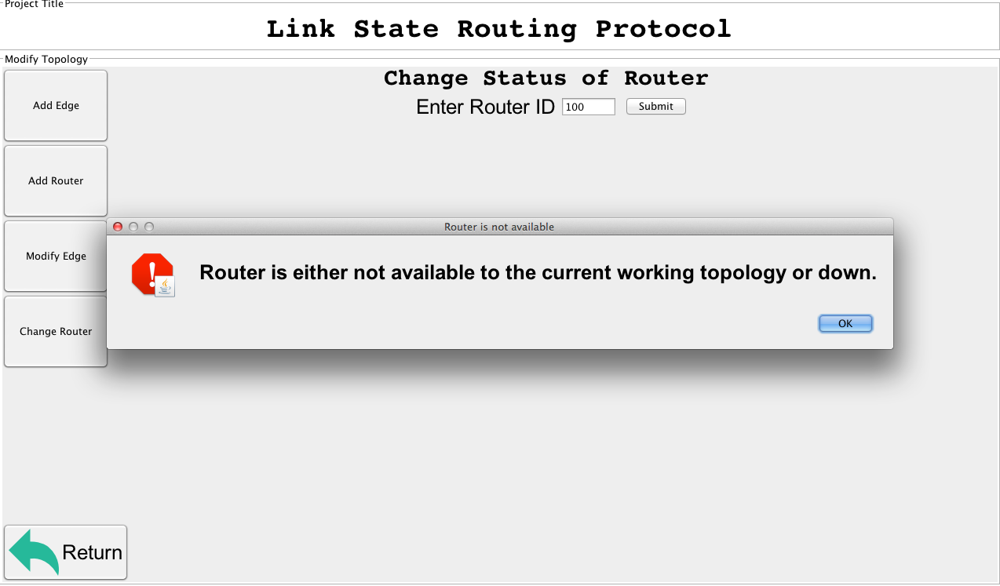 Project Title
Link State Routing Protocol
Modify Topology
Change Status of Router
Enter Router ID 100 Submit
Add Edge
Add Router
Modify Edge
Change Router
Router is not available
Router is either not available to the current working topology or down.
OK
Return